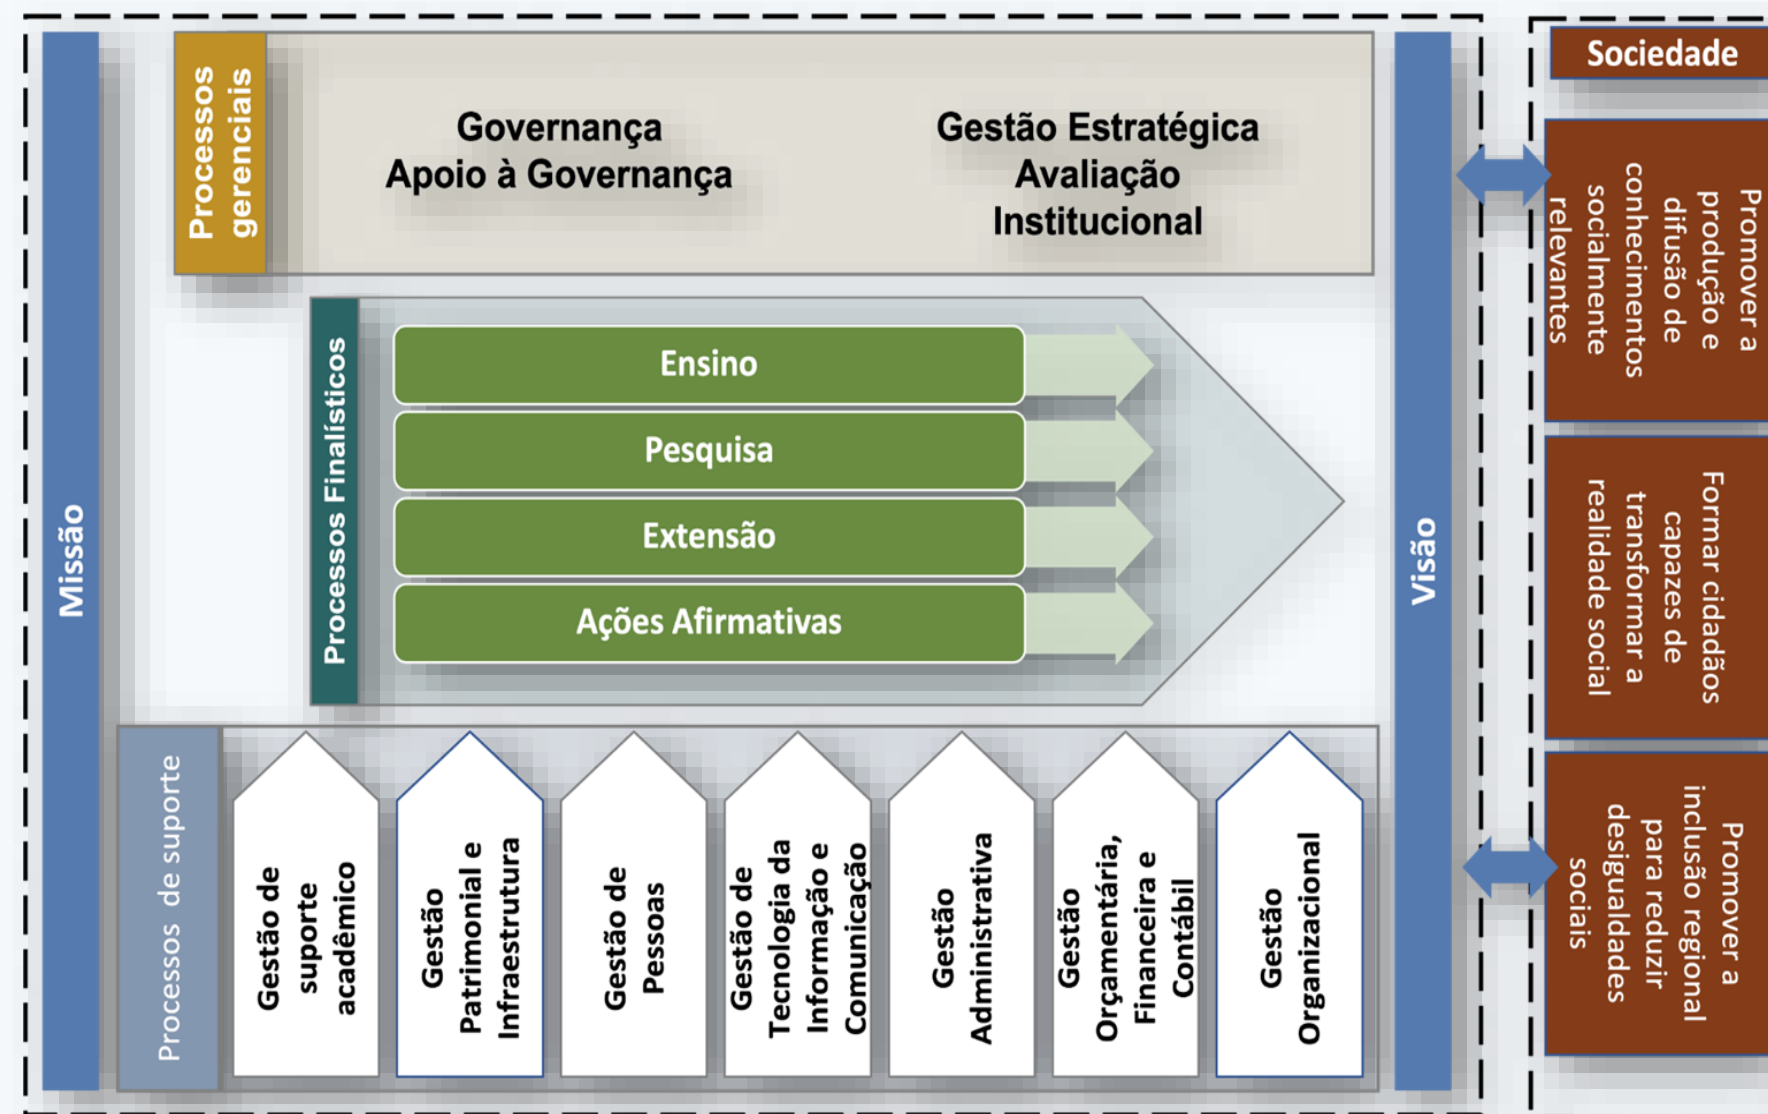 Missão
Processos
gerenciais
Governança
Apoio à Governança
Gestão Estratégica
Avaliação
Institucional
Processos Finalísticos
Ensino
Pesquisa
Extensão
Ações Afirmativas
Processos de suporte
Gestão de
suporte
acadêmico
Gestão
Patrimonial e
Infraestrutura
Gestão de
Pessoas
Gestão de
Tecnologia da
Informação e
Comunicação
Gestão
Administrativa
Gestão
Orçamentária,
Financeira e
Contábil
Gestão
Organizacional
Visão
Sociedade
Promover a
produção e
difusão de
conhecimentos
socialmente
relevantes
Formar cidadãos
capazes de
transformar a
realidade social
Promover a
inclusão regional
para reduzir
desigualdades
sociais